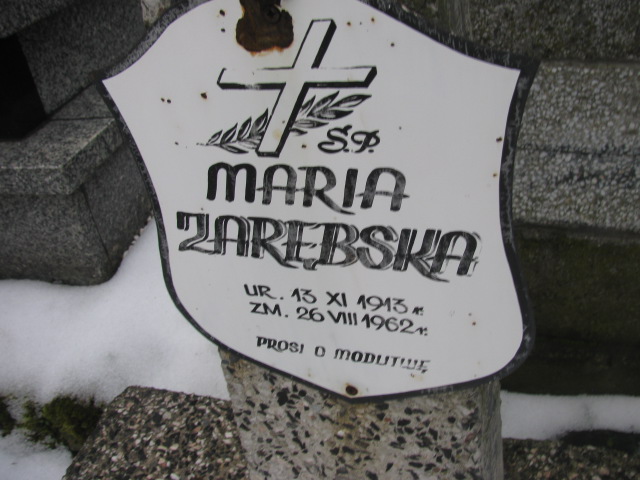 Ś.P.
MARIA
ZARĘBSKA
UR. 13 XI 1913 r.
ZM. 26 VIII 1962 r.
PROSI O MODLITWĘ